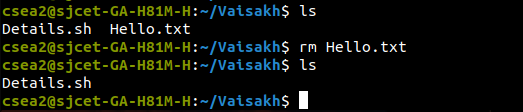 csea2@sjcet-GA-H81M-H:~/Vaisakh$ ls
Details.sh  Hello.txt
csea2@sjcet-GA-H81M-H:~/Vaisakh$ rm Hello.txt
csea2@sjcet-GA-H81M-H:~/Vaisakh$ ls
Details.sh
csea2@sjcet-GA-H81M-H:~/Vaisakh$